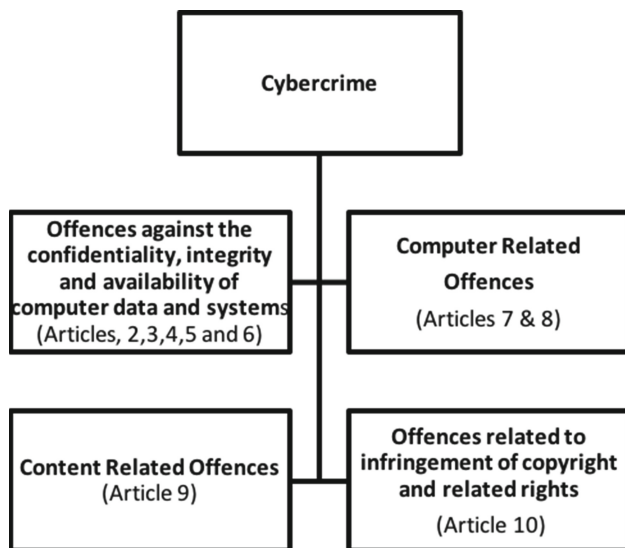 Cybercrime
Offences against the
confidentiality, integrity
and availability of
computer data and systems
(Articles, 2,3,4,5 and 6)
Computer Related
Offences
(Articles 7 & 8)
Content Related Offences
(Article 9)
Offences related to
infringement of copyright
and related rights
(Article 10)